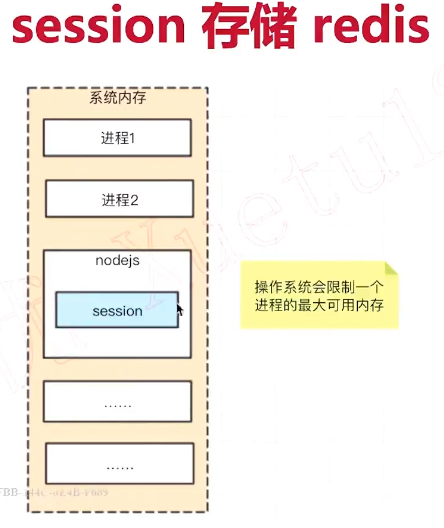 session 存储 redis
系统内存
进程1
进程2
nodejs
session
操作系统会限制一个
进程的最大可用内存
……
……